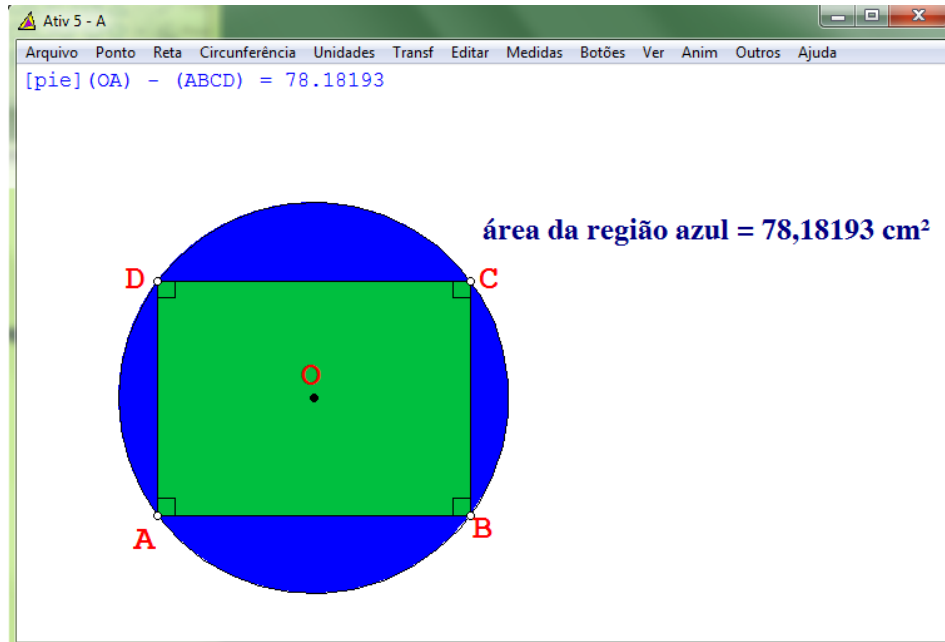 Ativ 5 - A
Arquivo Ponto Reta Circunferência Unidades Transf Editar Medidas Botões Ver Anim Outros Ajuda
[pie](OA) - (ABCD) = 78.18193
área da região azul = 78,18193 cm²
D
C
O
A
B